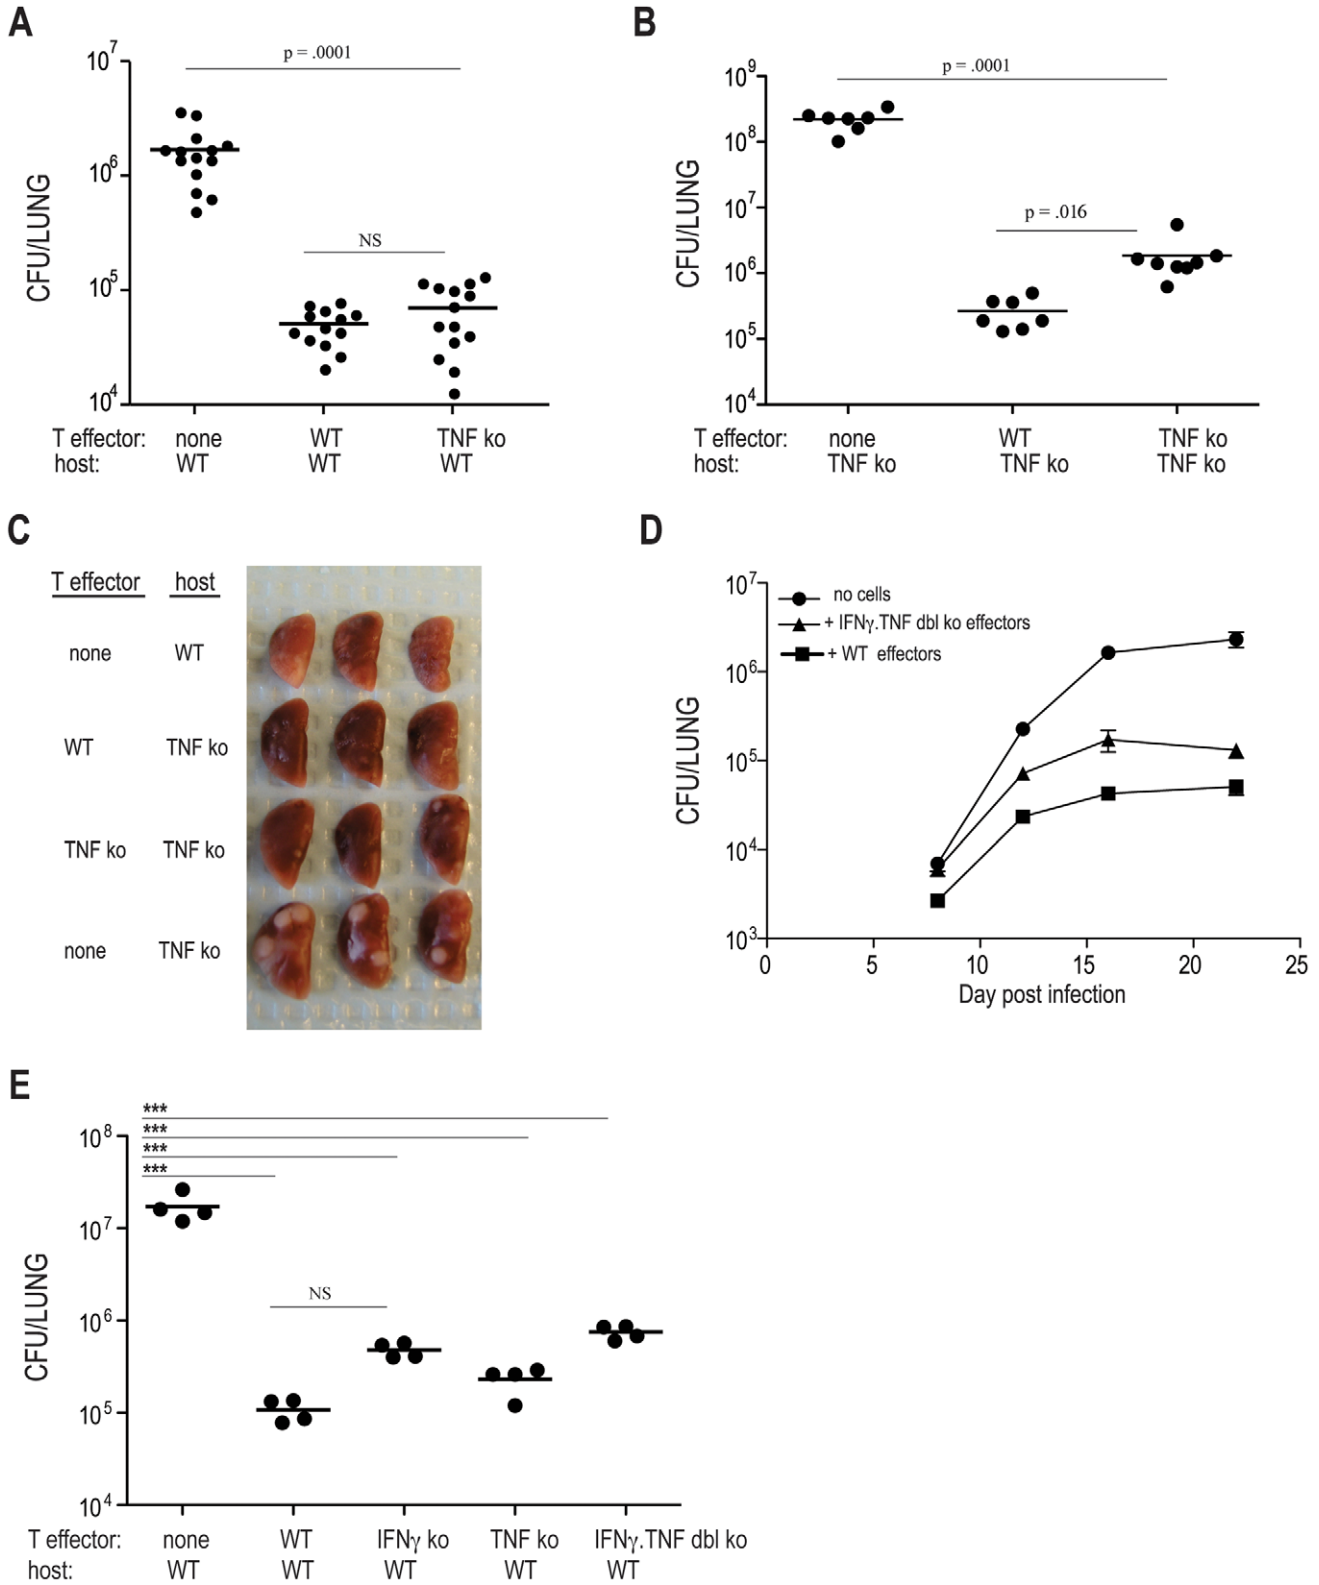 A
p = .0001
10^7
10^6
10^5
10^4
CFU/LUNG
NS
T effector: none WT TNF ko
host: WT WT WT
B
p = .0001
10^9
10^8
10^7
10^6
10^5
10^4
CFU/LUNG
p = .016
T effector: none WT TNF ko
host: TNF ko TNF ko TNF ko
C
T effector host
none WT
WT TNF ko
TNF ko TNF ko
none TNF ko
D
10^7
10^6
10^5
10^4
10^3
CFU/LUNG
no cells
+ IFNγ.TNF dbl ko effectors
+ WT effectors
0 5 10 15 20 25
Day post infection
E
***
***
***
***
10^8
10^7
10^6
10^5
10^4
CFU/LUNG
NS
T effector: none WT IFNγ ko TNF ko IFNγ.TNF dbl ko
host: WT WT WT WT WT